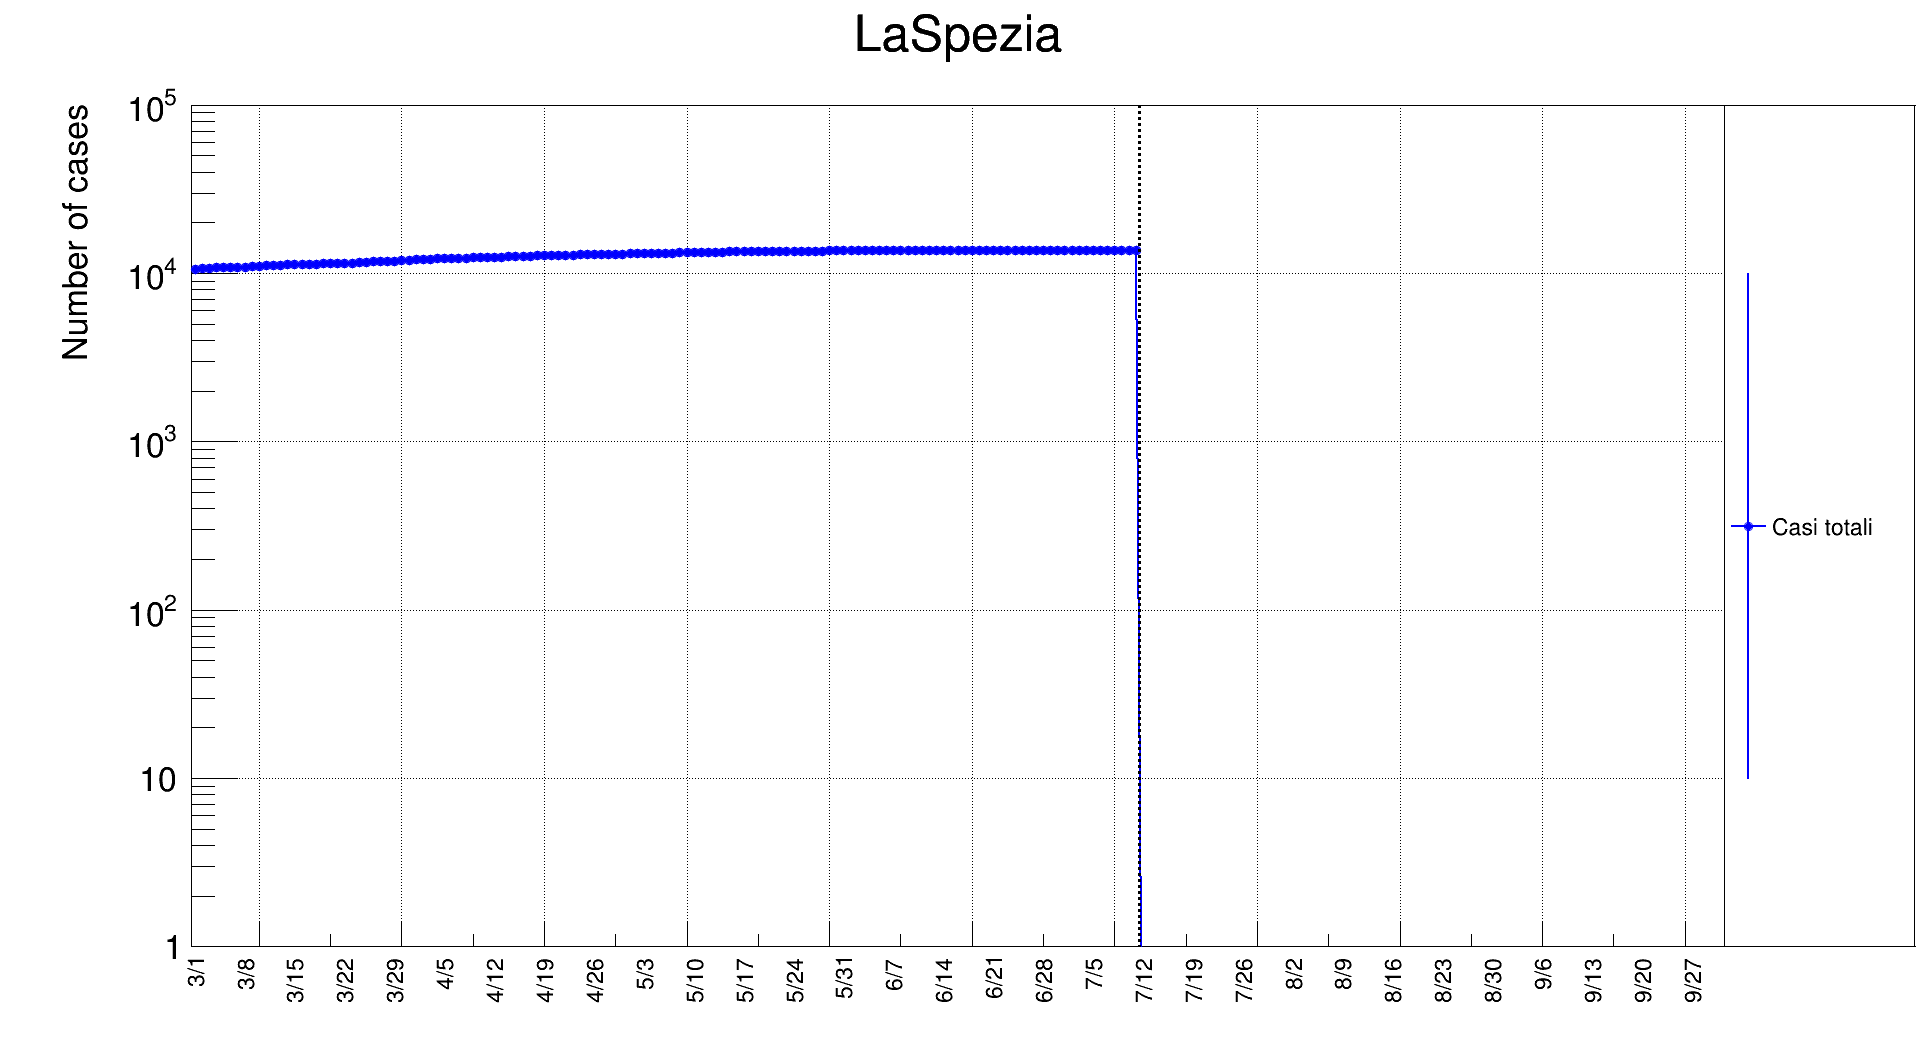 LaSpezia
Number of cases
10^5
10^4
10^3
10^2
10
1
3/1 3/8 3/15 3/22 3/29 4/5 4/12 4/19 4/26 5/3 5/10 5/17 5/24 5/31 6/7 6/14 6/21 6/28 7/5 7/12 7/19 7/26 8/2 8/9 8/16 8/23 8/30 9/6 9/13 9/20 9/27
Casi totali